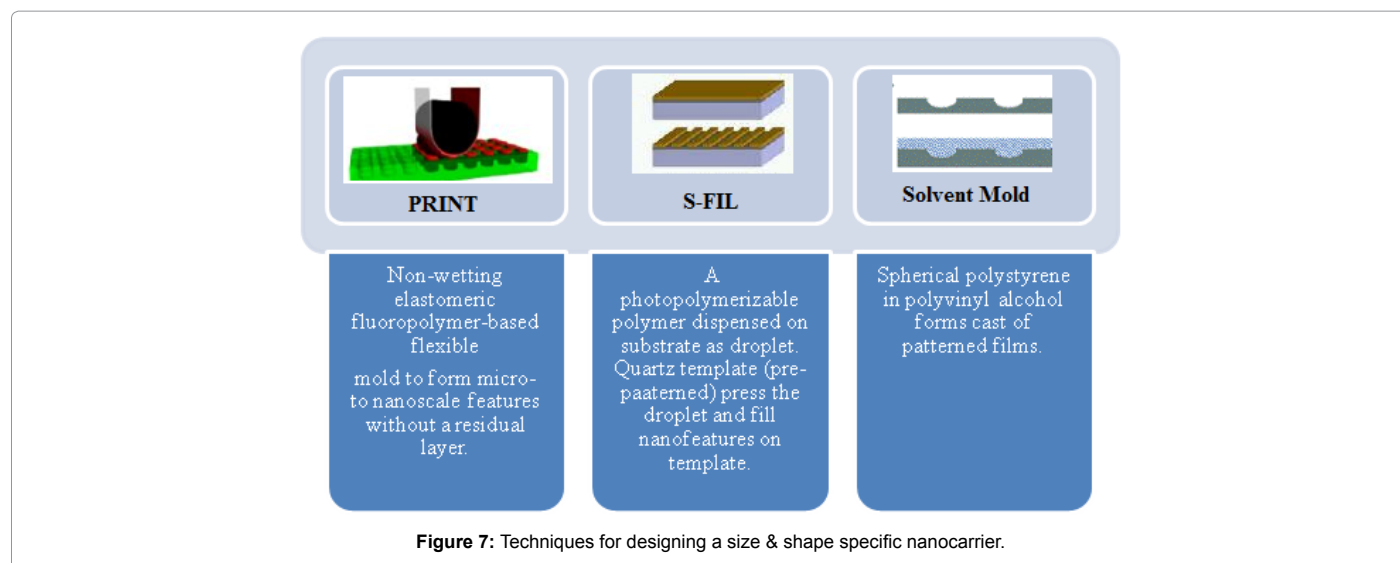 PRINT
Non-wetting
elastomeric
fluoropolymer-based
flexible
mold to form micro-
to nanoscale features
without a residual
layer.
S-FIL
A
photopolymerizable
polymer dispensed on
substrate as droplet.
Quartz template (pre-
paaterned) press the
droplet and fill
nanofeatures on
template.
Solvent Mold
Spherical polystyrene
in polyvinyl alcohol
forms cast of
patterned films.
Figure 7: Techniques for designing a size & shape specific nanocarrier.